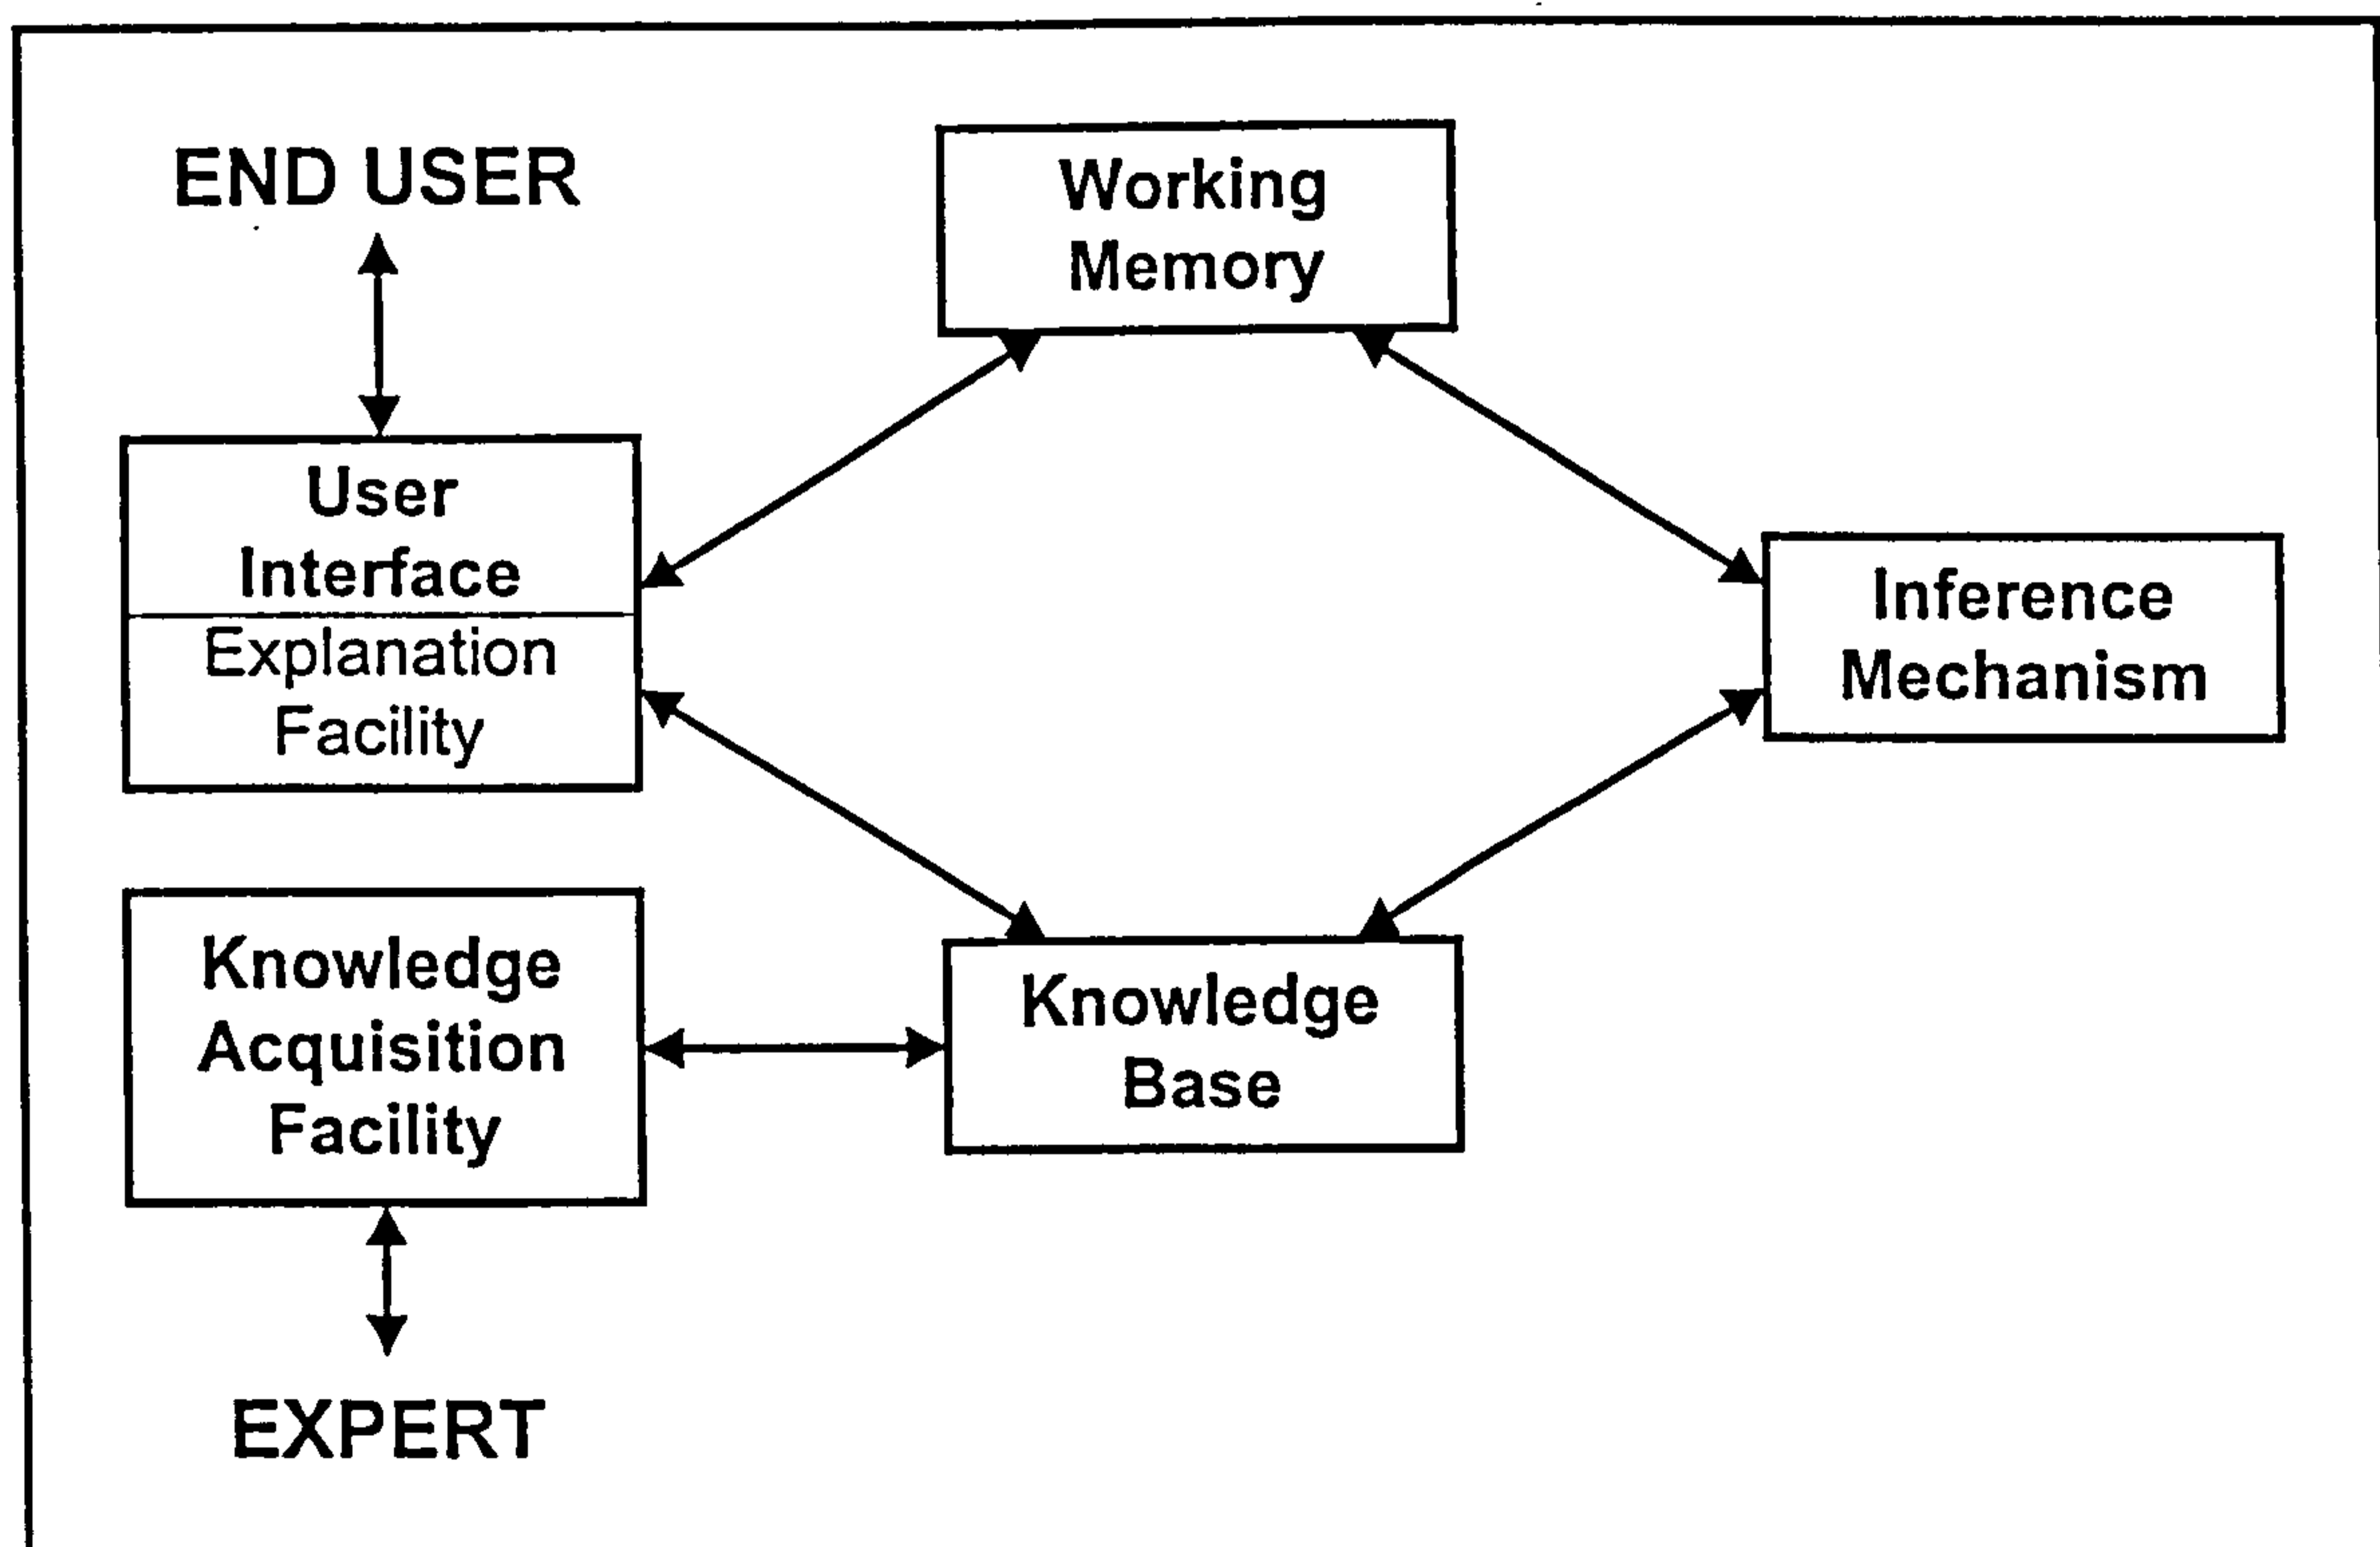 END USER
Working
Memory
User
Interface
Explanation
Facility
Inference
Mechanism
Knowledge
Acquisition
Facility
Knowledge
Base
EXPERT